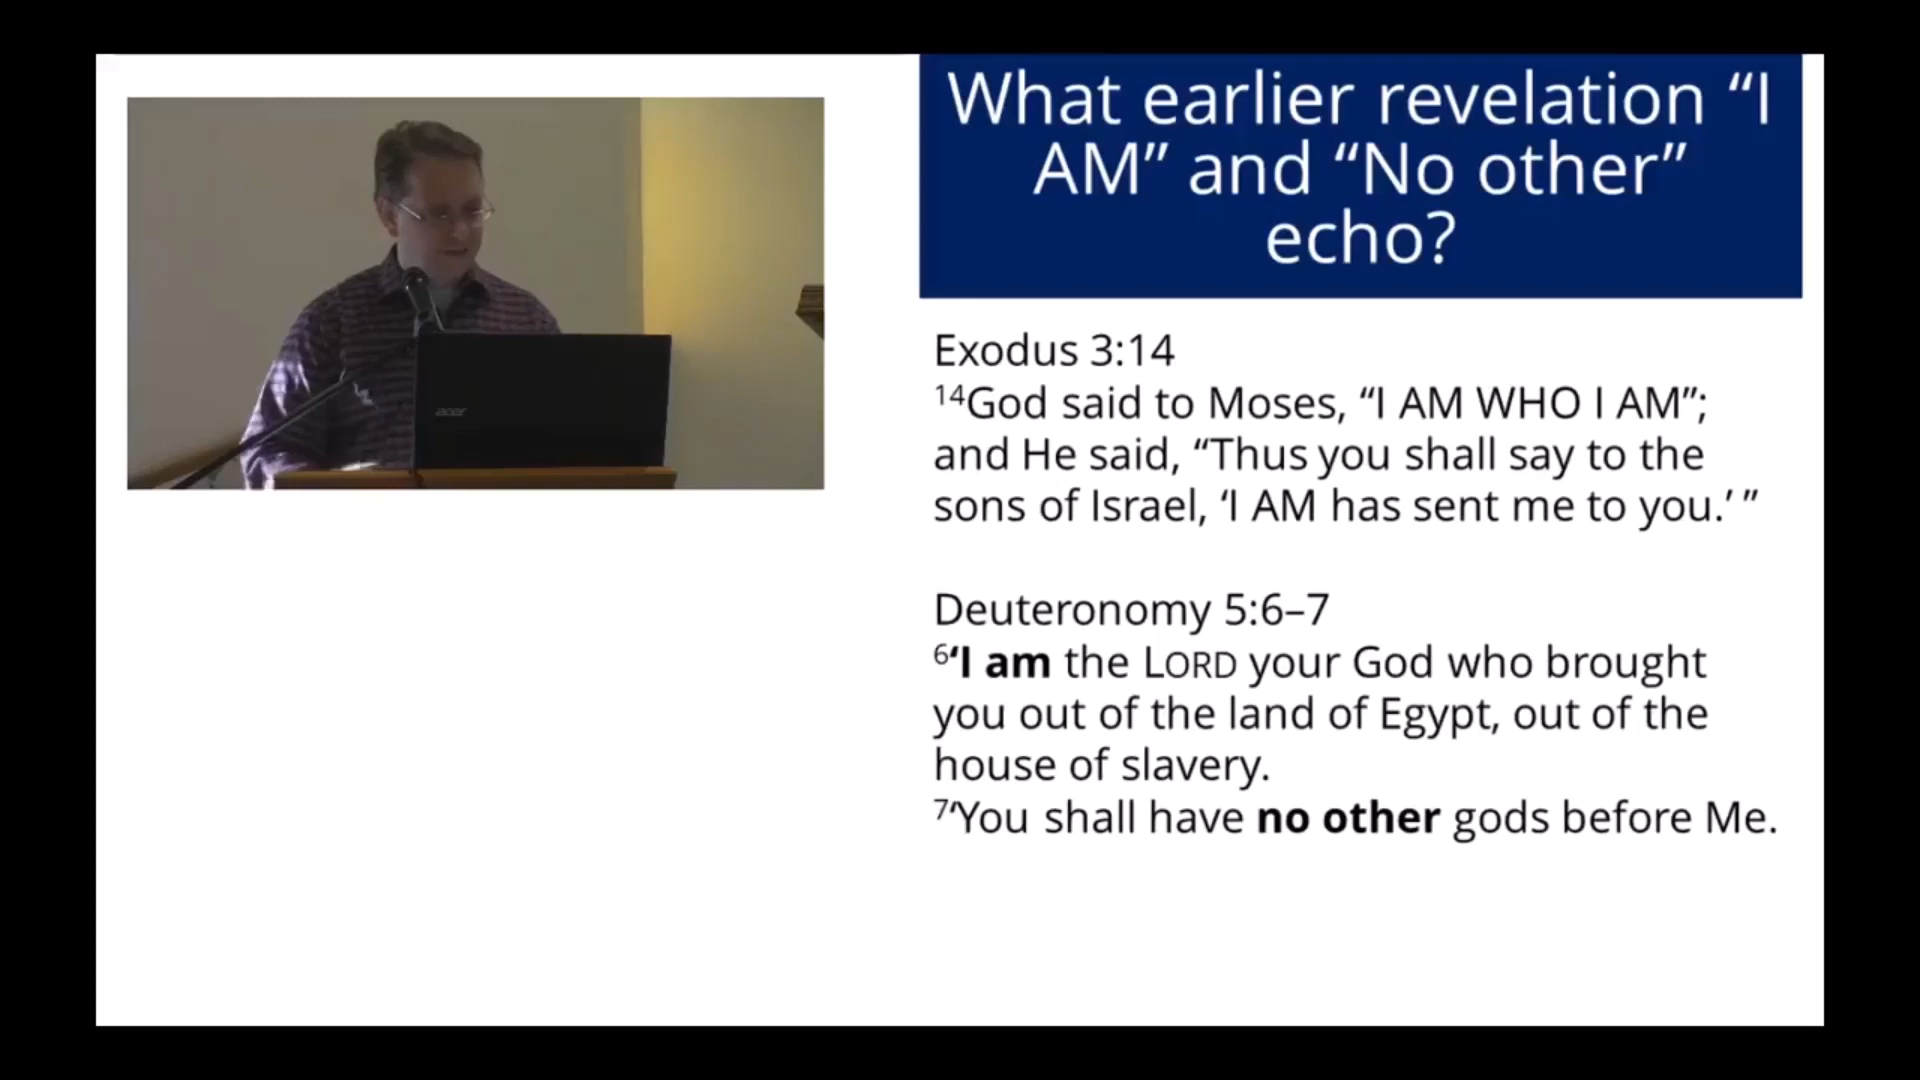 What earlier revelation “I
AM” and “No other”
echo?
acer
Exodus 3:14
¹⁴God said to Moses, “I AM WHO I AM”;
and He said, “Thus you shall say to the
sons of Israel, ‘I AM has sent me to you.’ ”
Deuteronomy 5:6–7
⁶‘I am the LORD your God who brought
you out of the land of Egypt, out of the
house of slavery.
⁷‘You shall have no other gods before Me.